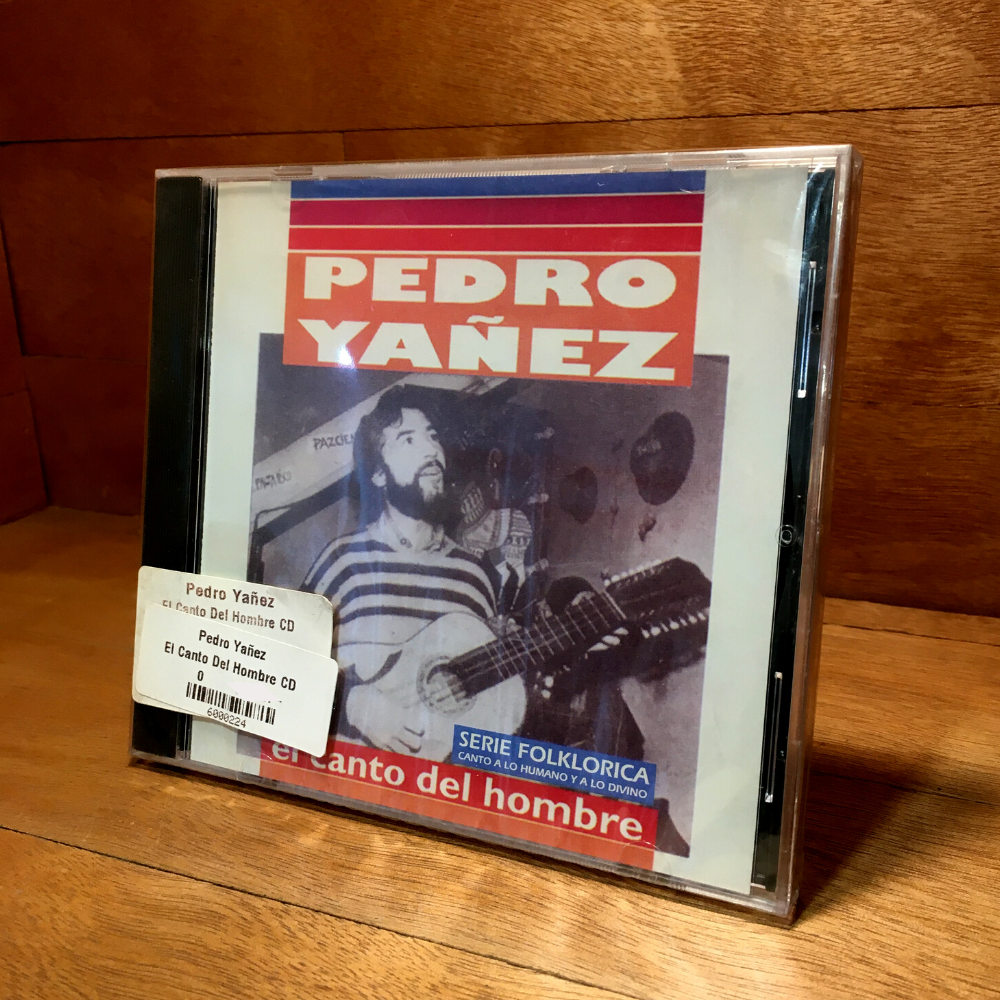 PEDRO
YAÑEZ
Pedro Yañez
El Canto Del Hombre CD
Pedro Yañez
El Canto Del Hombre CD
0
6000224
SERIE FOLKLORICA
CANTO A LO HUMANO Y A LO DIVINO
el canto del hombre